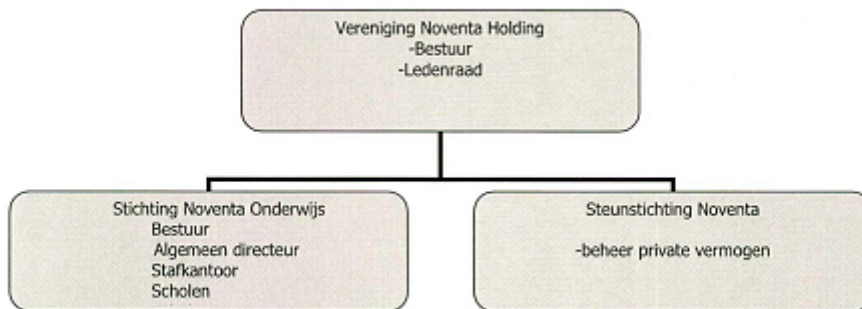 Vereniging Noventa Holding
-Bestuur
-Ledenraad
Stichting Noventa Onderwijs
Bestuur
Algemeen directeur
Stafkantoor
Scholen
Steunstichting Noventa
-beheer private vermogen